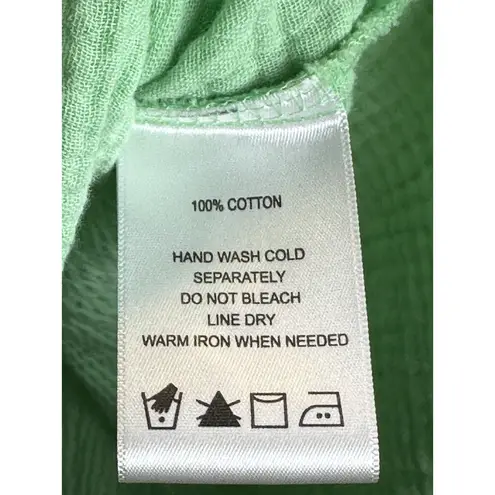 100% COTTON
HAND WASH COLD
SEPARATELY
DO NOT BLEACH
LINE DRY
WARM IRON WHEN NEEDED